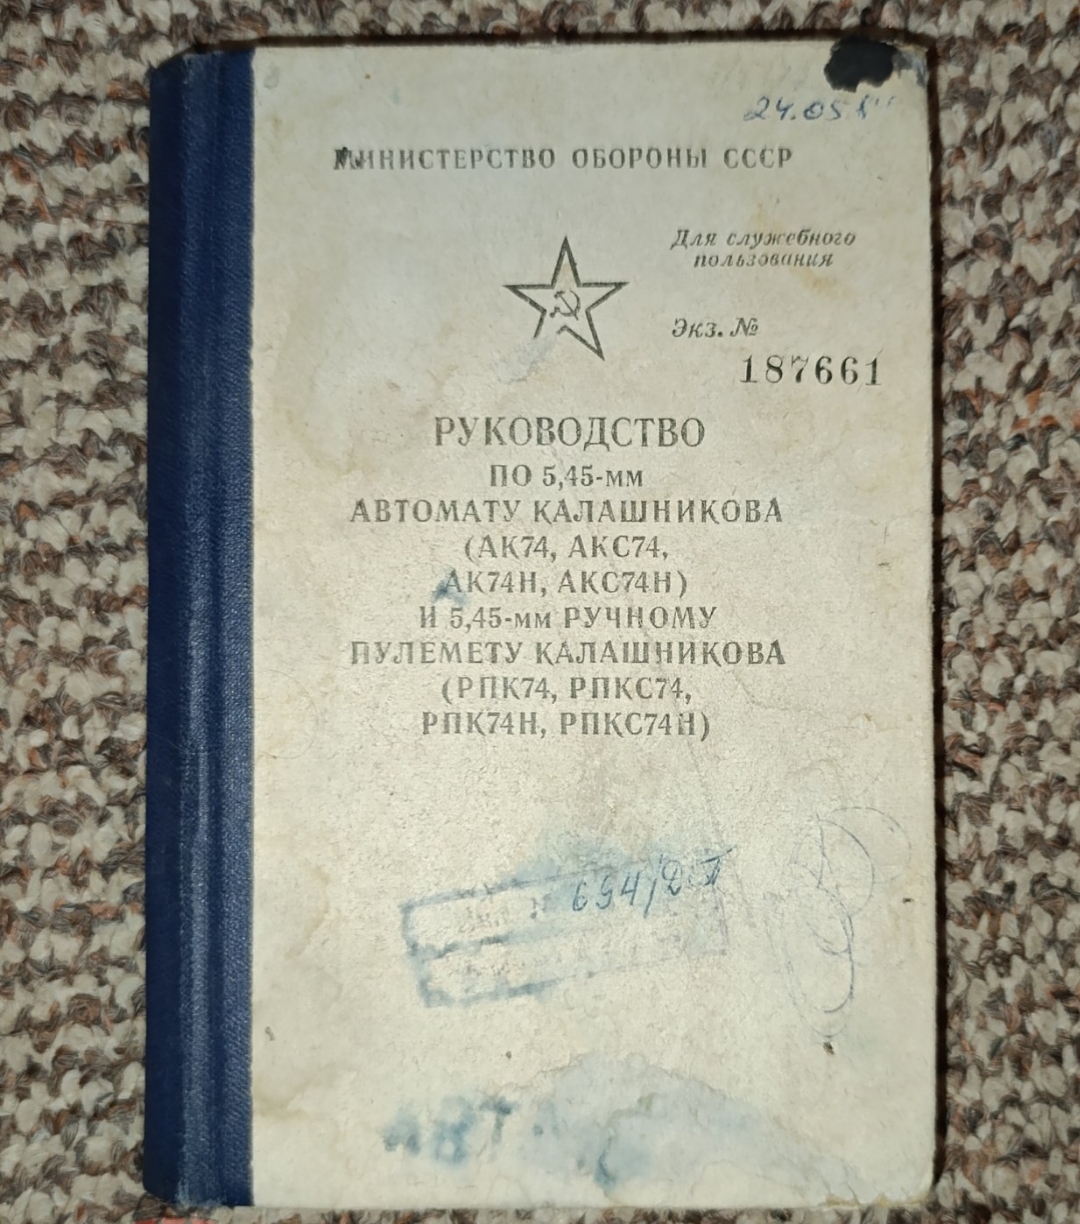 24.05
МИНИСТЕРСТВО ОБОРОНЫ СССР
Для служебного
пользования
Экз. №
187661
РУКОВОДСТВО
ПО 5,45-мм
АВТОМАТУ КАЛАШНИКОВА
(АК74, АКС74,
АК74Н, АКС74Н)
И 5,45-мм РУЧНОМУ
ПУЛЕМЕТУ КАЛАШНИКОВА
(РПК74, РПКС74,
РПК74Н, РПКС74Н)